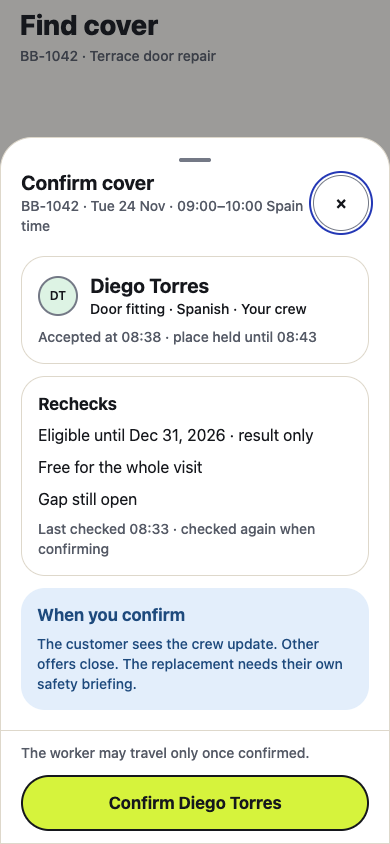 Find cover
BB-1042 · Terrace door repair
Confirm cover
BB-1042 · Tue 24 Nov · 09:00–10:00 Spain
time
×
DT
Diego Torres
Door fitting · Spanish · Your crew
Accepted at 08:38 · place held until 08:43
Rechecks
Eligible until Dec 31, 2026 · result only
Free for the whole visit
Gap still open
Last checked 08:33 · checked again when
confirming
When you confirm
The customer sees the crew update. Other
offers close. The replacement needs their own
safety briefing.
The worker may travel only once confirmed.
Confirm Diego Torres